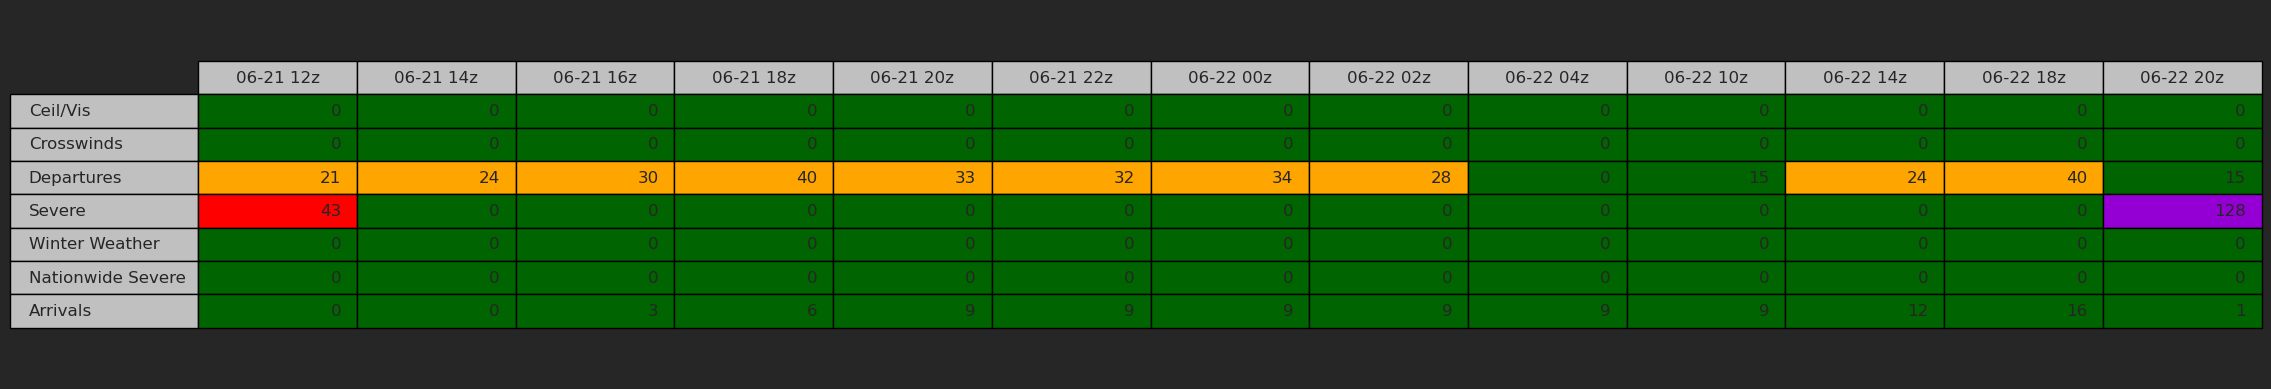 06-21 12z 06-21 14z 06-21 16z 06-21 18z 06-21 20z 06-21 22z 06-22 00z 06-22 02z 06-22 04z 06-22 10z 06-22 14z 06-22 18z 06-22 20z
Ceil/Vis 0 0 0 0 0 0 0 0 0 0 0 0 0
Crosswinds 0 0 0 0 0 0 0 0 0 0 0 0 0
Departures 21 24 30 40 33 32 34 28 0 15 24 40 15
Severe 43 0 0 0 0 0 0 0 0 0 0 0 128
Winter Weather 0 0 0 0 0 0 0 0 0 0 0 0 0
Nationwide Severe 0 0 0 0 0 0 0 0 0 0 0 0 0
Arrivals 0 0 3 6 9 9 9 9 9 9 12 16 1